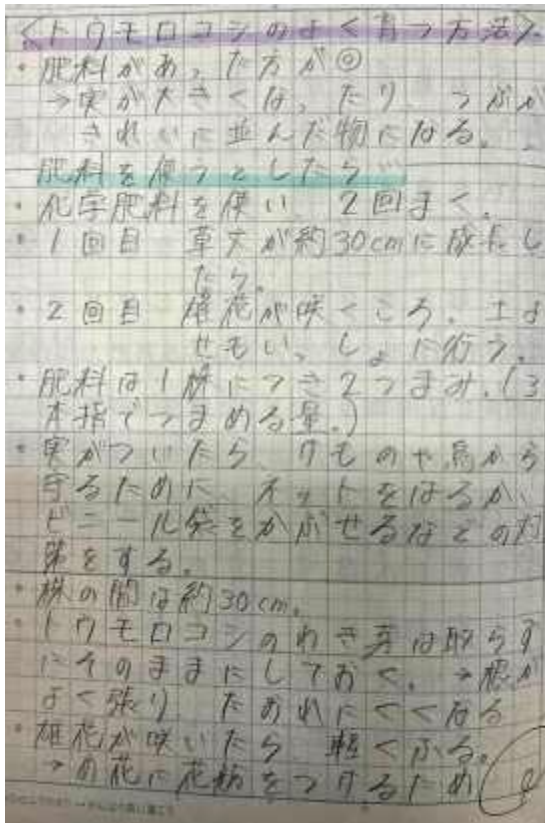 〈トウモロコシのよく育つ方法〉
・肥料があった方が◎
→実が大きくなったり、つぶが
きれいに並んだ物になる。
肥料を使うとしたら…
・化学肥料を使い、2回まく。
・1回目 草丈が約30cmに成長し
たら。
・2回目 雄花が咲くころ。土よ
せもいっしょに行う。
・肥料は1株につき2つまみ。(3
本指でつまめる量。)
・実がついたら、けものや鳥から
守るために、ネットをはるか、
ビニール袋をかぶせるなどの対
策をする。
・株の間は約30cm。
・トウモロコシのわき芽は取らず
にそのままにしておく。→根が
よく張り、たおれにくくなる
・雄花が咲いたら、軽くふる。
花に花粉をつけるため